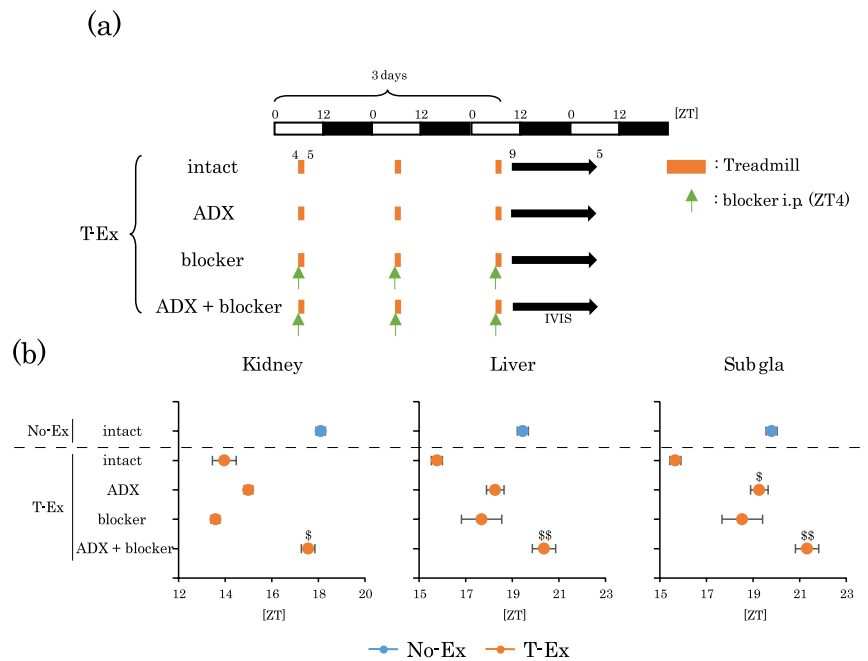 (a)
3 days
0 12 0 12 0 12 0 12 [ZT]
4 5 9 5
intact
: Treadmill
: blocker i.p. (ZT4)
ADX
T-Ex
blocker
ADX + blocker
IVIS
(b)
Kidney Liver Sub gla
No-Ex intact
intact
ADX $
T-Ex
blocker
ADX + blocker $ $$ $$
12 14 16 18 20 15 17 19 21 23 15 17 19 21 23
[ZT] [ZT] [ZT]
No-Ex T-Ex